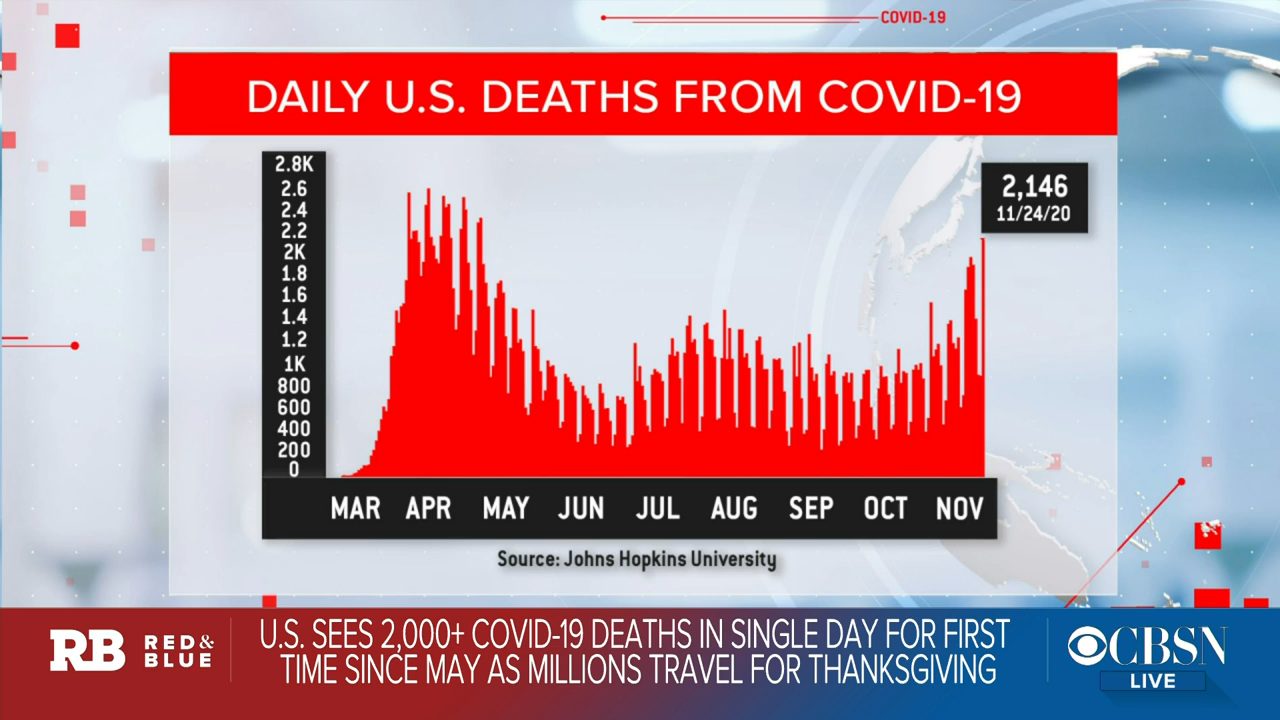 COVID-19
DAILY U.S. DEATHS FROM COVID-19
2.8K
2.6
2.4
2.2
2K
1.8
1.6
1.4
1.2
1K
800
600
400
200
0
2,146
11/24/20
MAR APR MAY JUN JUL AUG SEP OCT NOV
Source: Johns Hopkins University
RB RED &
BLUE
U.S. SEES 2,000+ COVID-19 DEATHS IN SINGLE DAY FOR FIRST
TIME SINCE MAY AS MILLIONS TRAVEL FOR THANKSGIVING
CBSN
LIVE